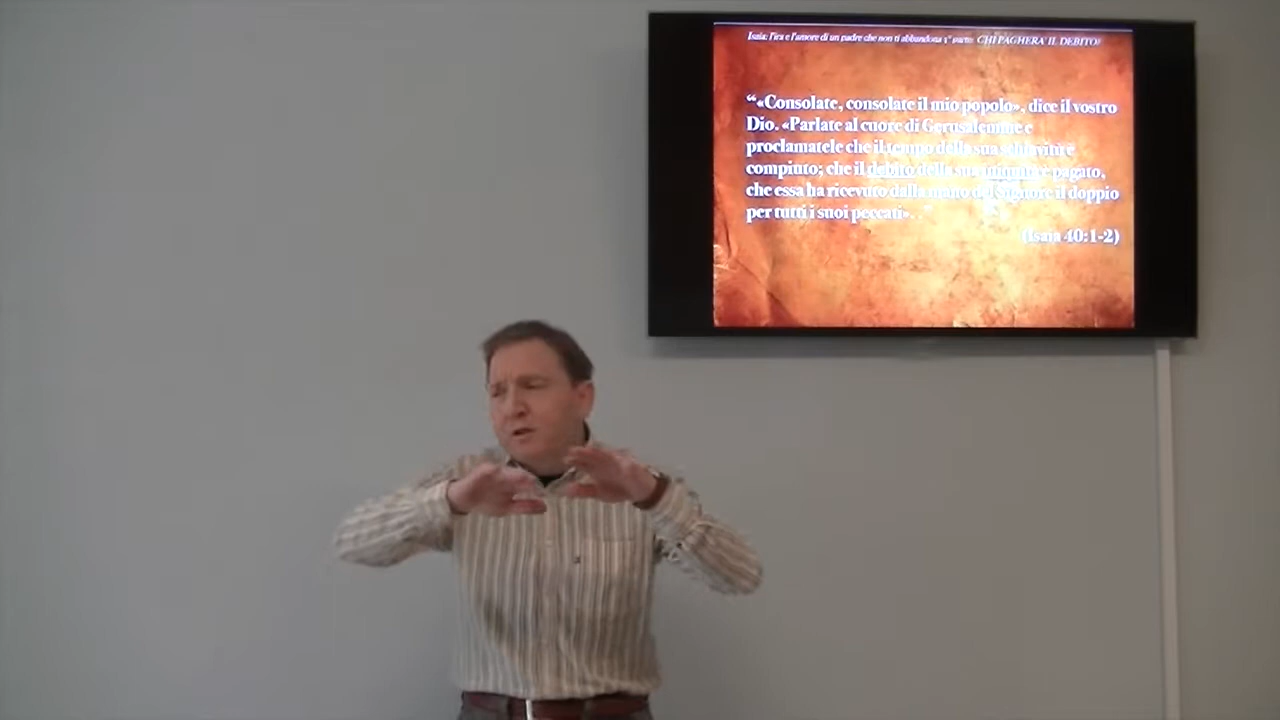 Isaia: l'ira e l'amore di un padre che non ti abbandona 1° parte: CHI PAGHERA' IL DEBITO?
“«Consolate, consolate il mio popolo», dice il vostro
Dio. «Parlate al cuore di Gerusalemme e
proclamatele che il tempo della sua schiavitù è
compiuto; che il debito della sua iniquità è pagato,
che essa ha ricevuto dalla mano del Signore il doppio
per tutti i suoi peccati»...
(Isaia 40:1-2)